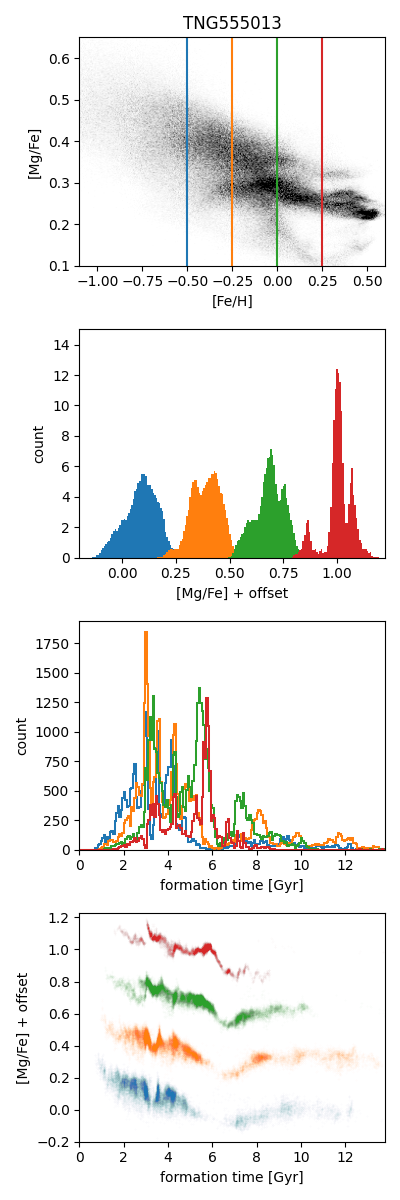 TNG555013
0.6
0.5
0.4
0.3
0.2
0.1
[Mg/Fe]
−1.00 −0.75 −0.50 −0.25 0.00 0.25 0.50
[Fe/H]
14
12
10
8
6
4
2
0
count
0.00 0.25 0.50 0.75 1.00
[Mg/Fe] + offset
1750
1500
1250
1000
750
500
250
0
count
0 2 4 6 8 10 12
formation time [Gyr]
1.2
1.0
0.8
0.6
0.4
0.2
0.0
−0.2
[Mg/Fe] + offset
0 2 4 6 8 10 12
formation time [Gyr]